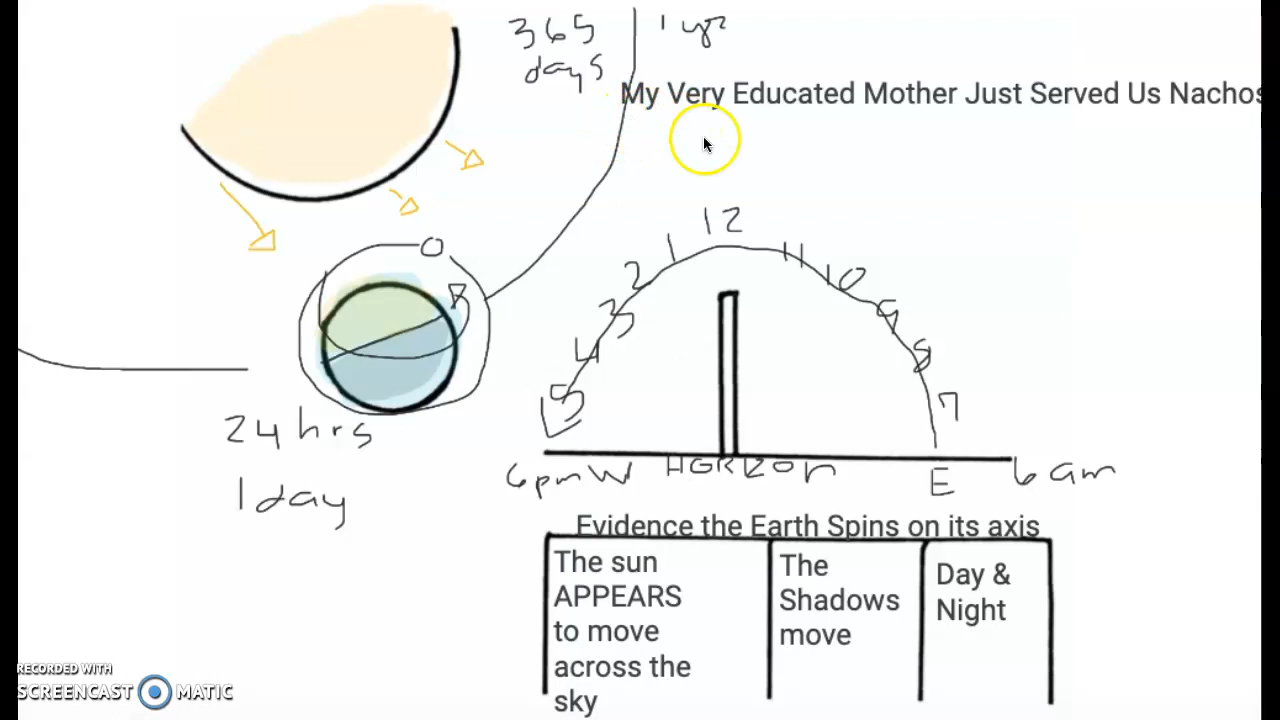 365 days
1 yr
My Very Educated Mother Just Served Us Nachos
12
1
11
2
10
3
9
4
8
5
7
24 hrs
1 day
6pm W
HORIZON
E
6 am
Evidence the Earth Spins on its axis
The sun
APPEARS
to move
across the
sky
The
Shadows
move
Day &
Night
RECORDED WITH
SCREENCAST MATIC